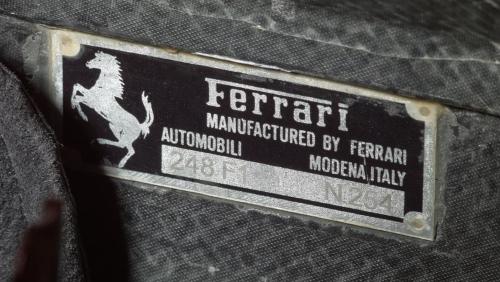 Ferrari
MANUFACTURED BY FERRARI
AUTOMOBILI MODENA, ITALY
248 F1 N 254